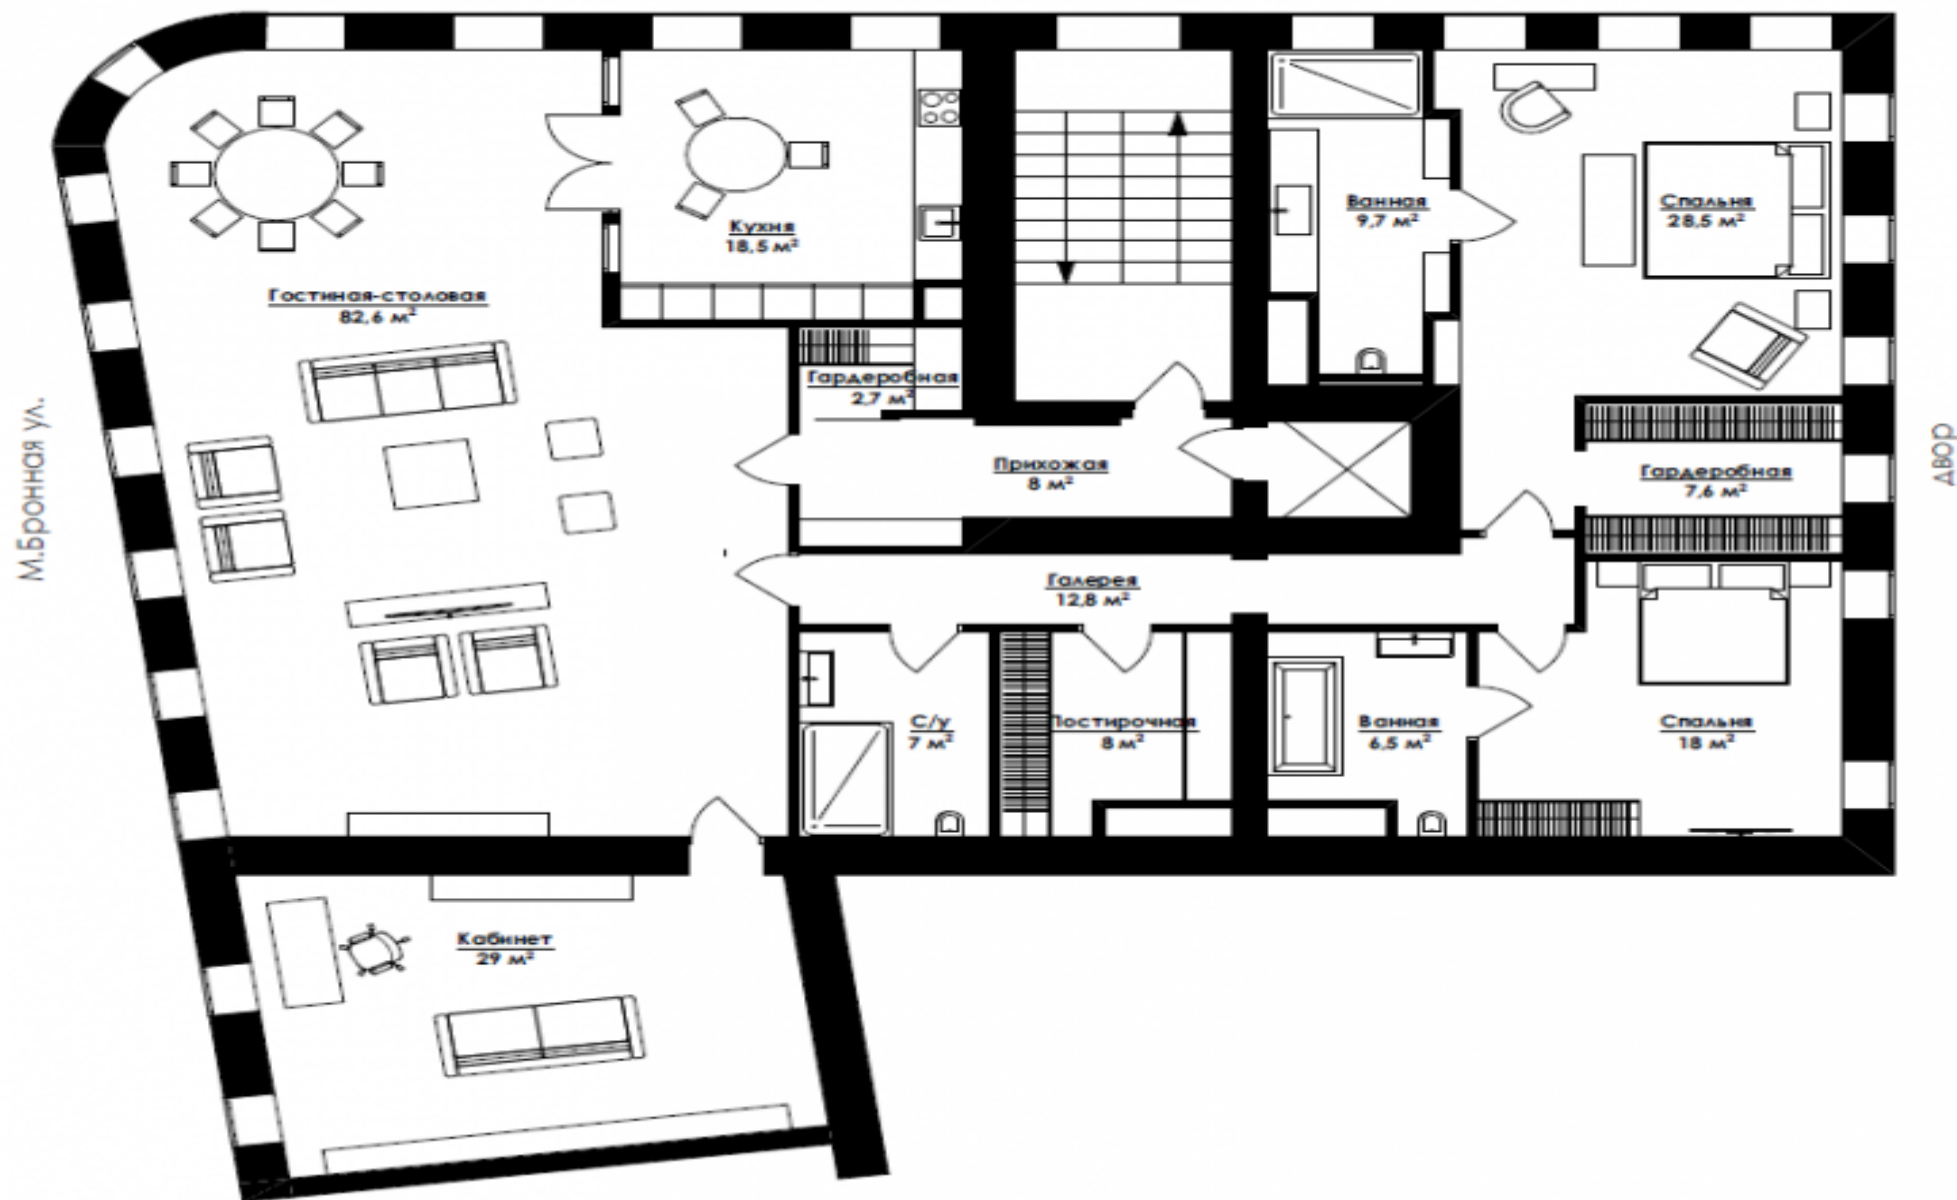 Ванная
9,7 м²
Спальня
28,5 м²
Кухня
18,5 м²
Гостиная-столовая
82,6 м²
Гардеробная
2,7 м²
М.Бронная ул.
Прихожая
8 м²
Гардеробная
7,6 м²
ДВОР
Галерея
12,8 м²
С/у
7 м²
Постирочная
8 м²
Ванная
6,5 м²
Спальня
18 м²
Кабинет
29 м²